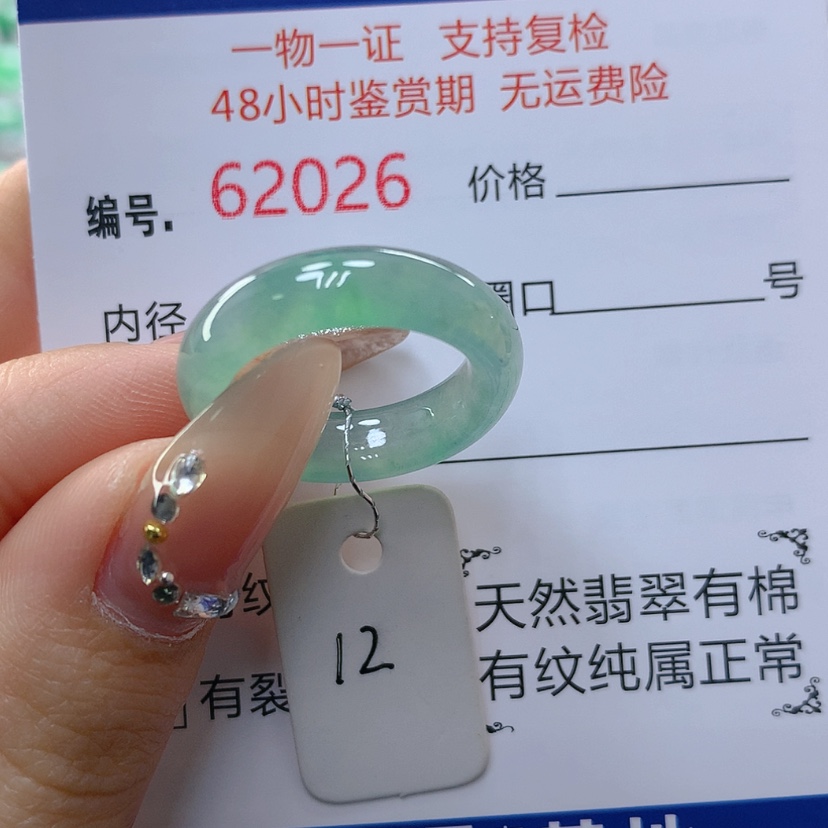 一物一证 支持复检
48小时鉴赏期 无运费险
编号. 62026 价格
内径 圈口 号
12
天然翡翠有棉
有裂 有纹纯属正常